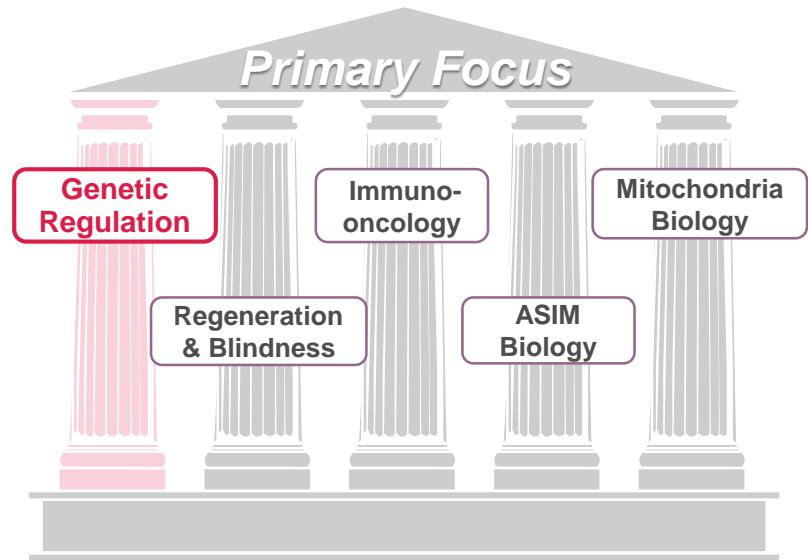 Primary Focus
Genetic
Regulation
Regeneration
& Blindness
Immuno-
oncology
ASIM
Biology
Mitochondria
Biology